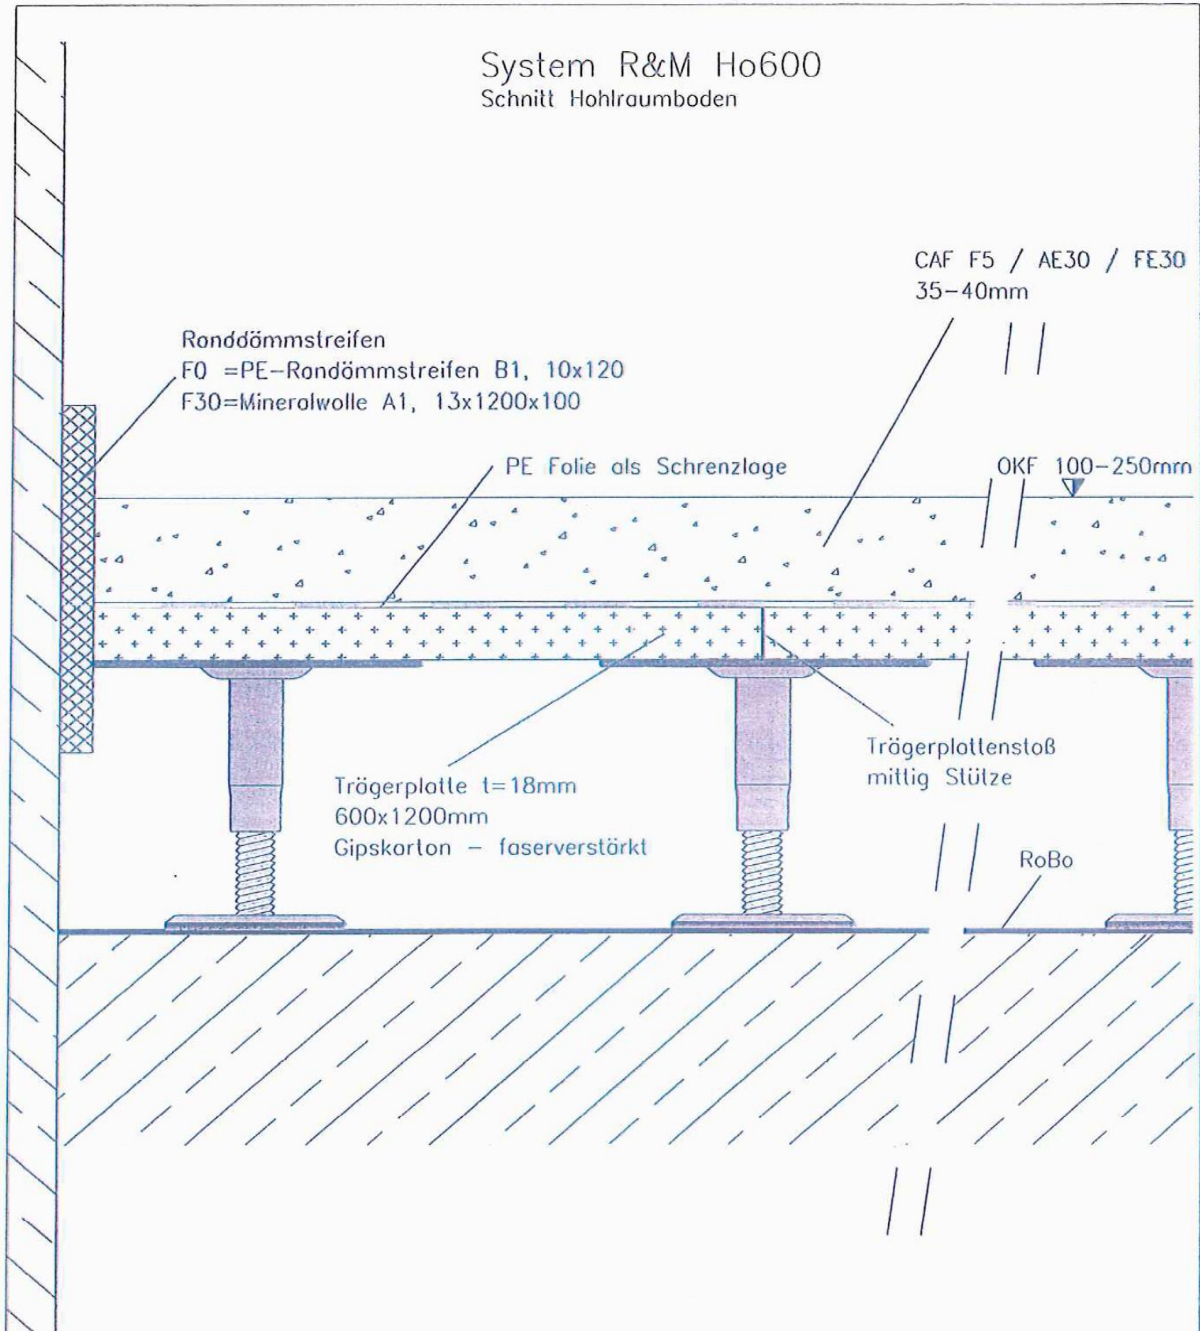 System R&M Ho600
Schnitt Hohlraumboden
CAF F5 / AE30 / FE30
35-40mm
Randdämmstreifen
F0 =PE-Randämmstreifen B1, 10x120
F30=Mineralwolle A1, 13x1200x100
PE Folie als Schrenzlage
OKF 100-250mm
Trägerplattenstoß
mittig Stütze
Trägerplatte t=18mm
600x1200mm
Gipskarton - faserverstärkt
RoBo